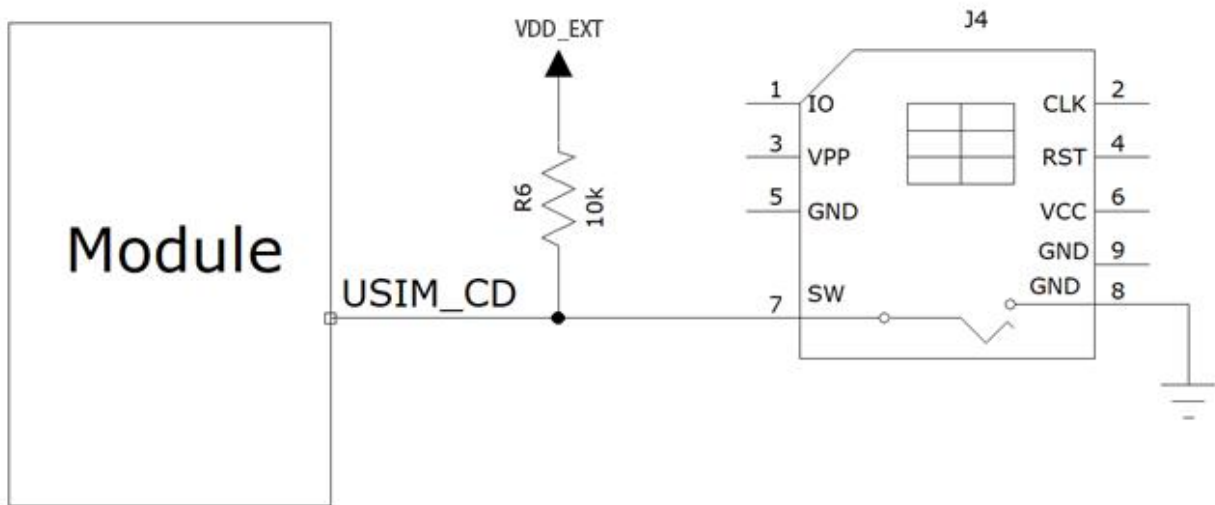 J4
VDD_EXT
1 IO CLK 2
3 VPP RST 4
R6 10k
5 GND VCC 6
Module
GND 9
USIM_CD
7 SW GND 8